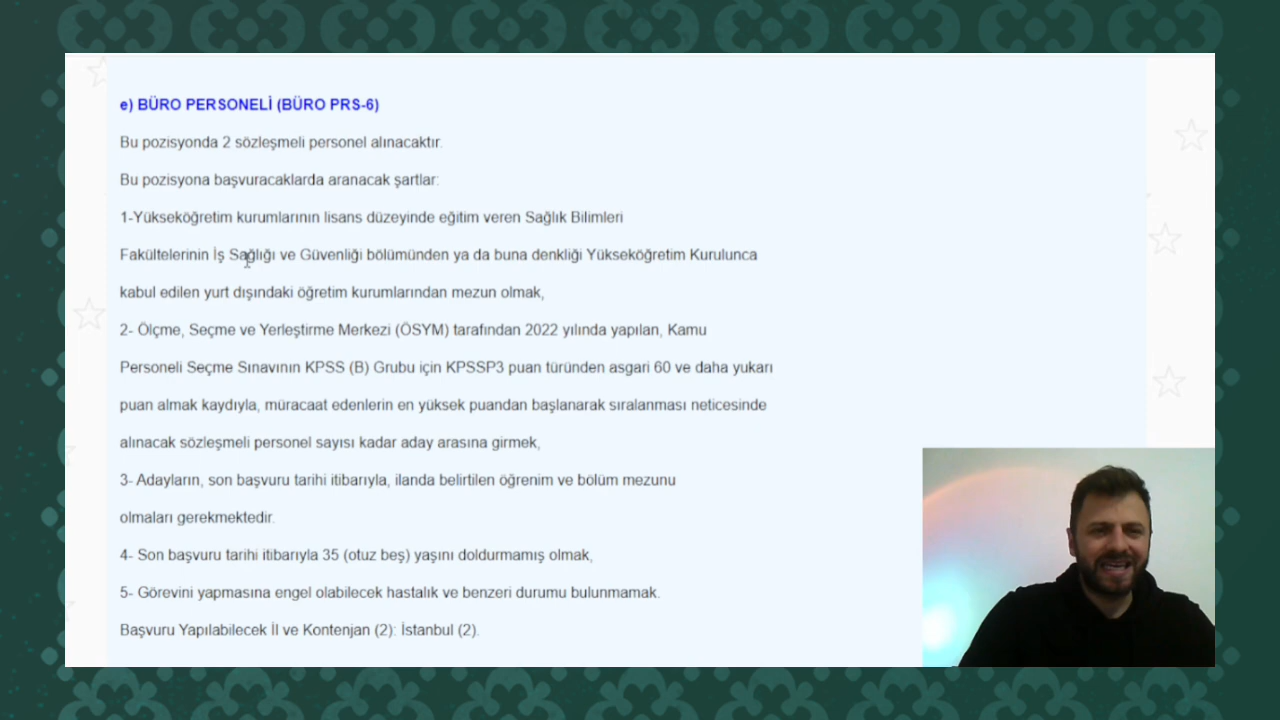 e) BÜRO PERSONELİ (BÜRO PRS-6)
Bu pozisyonda 2 sözleşmeli personel alınacaktır.
Bu pozisyona başvuracaklarda aranacak şartlar:
1-Yükseköğretim kurumlarının lisans düzeyinde eğitim veren Sağlık Bilimleri
Fakültelerinin İş Sağlığı ve Güvenliği bölümünden ya da buna denkliği Yükseköğretim Kurulunca
kabul edilen yurt dışındaki öğretim kurumlarından mezun olmak,
2- Ölçme, Seçme ve Yerleştirme Merkezi (ÖSYM) tarafından 2022 yılında yapılan, Kamu
Personeli Seçme Sınavının KPSS (B) Grubu için KPSSP3 puan türünden asgari 60 ve daha yukarı
puan almak kaydıyla, müracaat edenlerin en yüksek puandan başlanarak sıralanması neticesinde
alınacak sözleşmeli personel sayısı kadar aday arasına girmek,
3- Adayların, son başvuru tarihi itibarıyla, ilanda belirtilen öğrenim ve bölüm mezunu
olmaları gerekmektedir.
4- Son başvuru tarihi itibarıyla 35 (otuz beş) yaşını doldurmamış olmak,
5- Görevini yapmasına engel olabilecek hastalık ve benzeri durumu bulunmamak.
Başvuru Yapılabilecek İl ve Kontenjan (2): İstanbul (2).